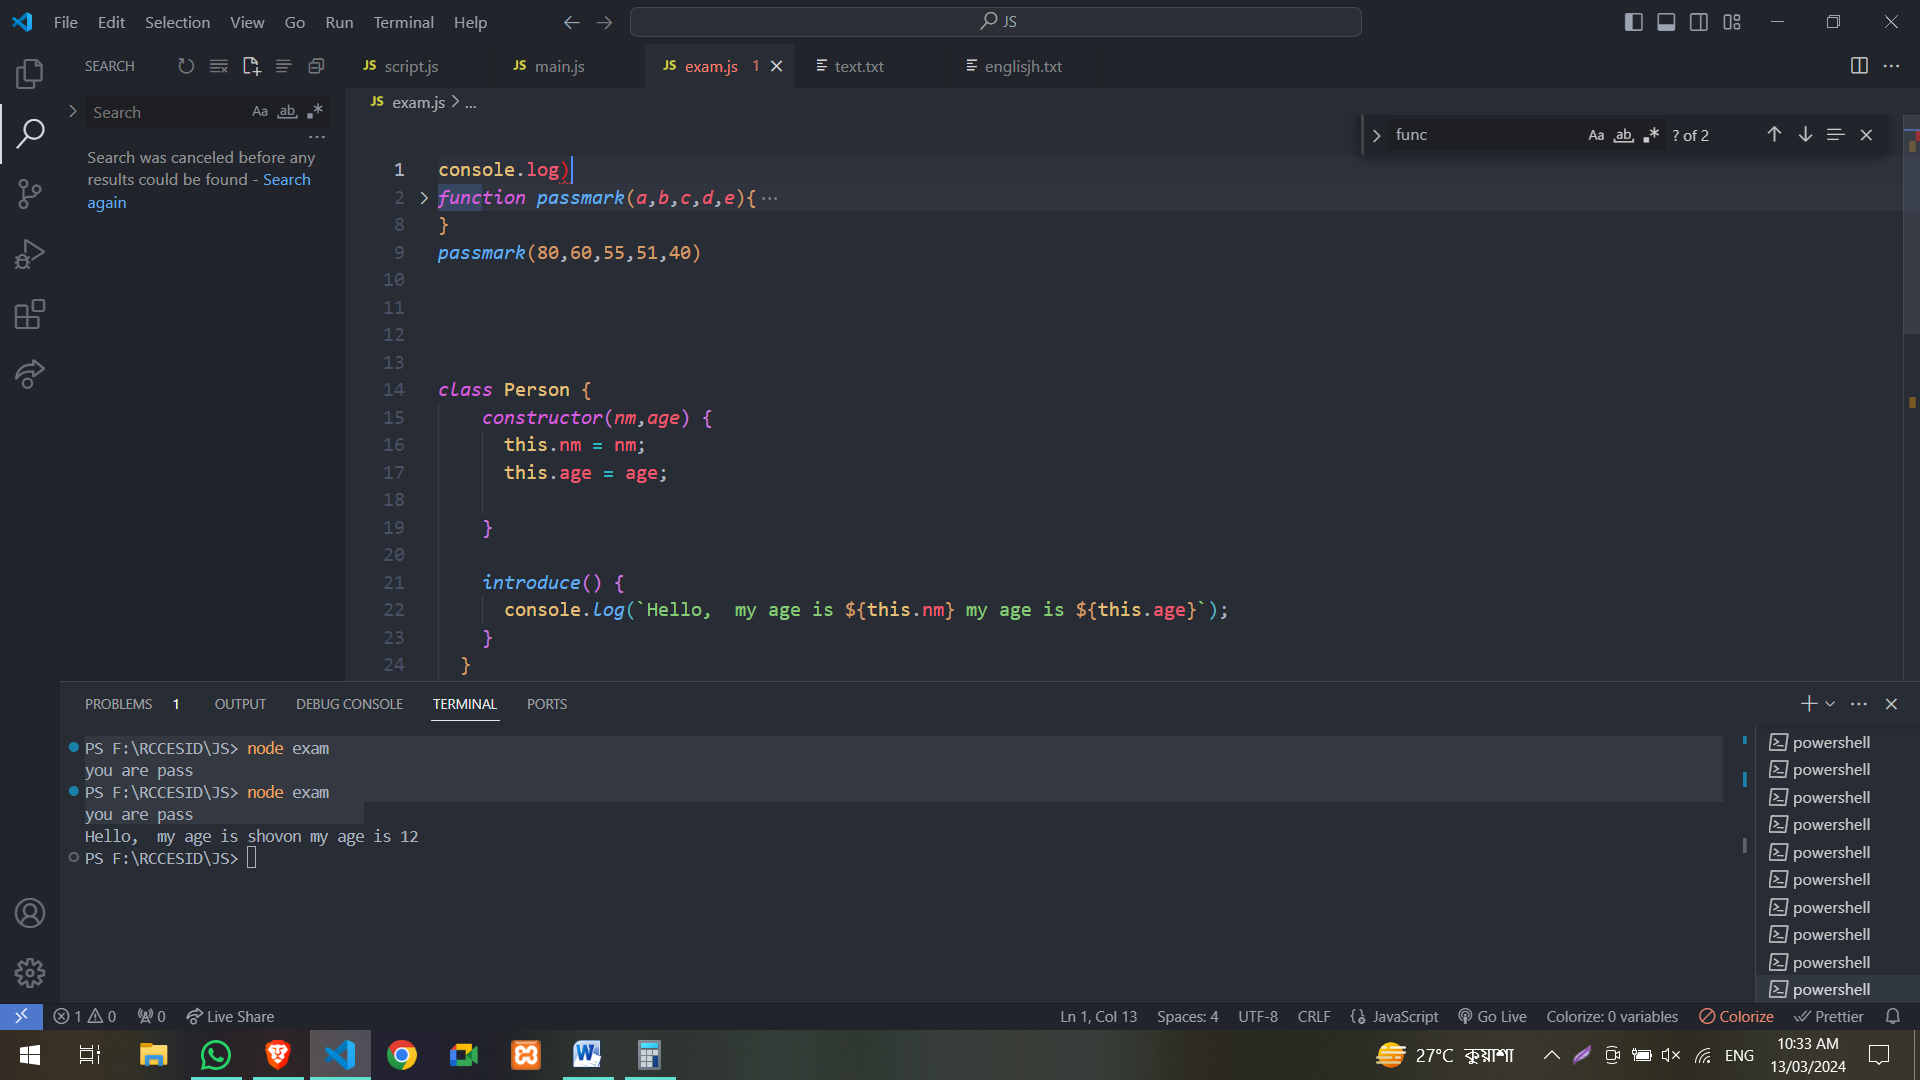 File Edit Selection View Go Run Terminal Help
JS
SEARCH
Search
Aa ab
Search was canceled before any
results could be found - Search
again
JS script.js
JS main.js
JS exam.js 1
text.txt
englisjh.txt
JS exam.js > ...
func Aa ab ? of 2
1 console.log)
2 function passmark(a,b,c,d,e){ ...
8 }
9 passmark(80,60,55,51,40)
10
11
12
13
14 class Person {
15 constructor(nm,age) {
16 this.nm = nm;
17 this.age = age;
18
19 }
20
21 introduce() {
22 console.log(`Hello,  my age is ${this.nm} my age is ${this.age}`);
23 }
24 }
PROBLEMS 1 OUTPUT DEBUG CONSOLE TERMINAL PORTS
PS F:\RCCESID\JS> node exam
you are pass
PS F:\RCCESID\JS> node exam
you are pass
Hello,  my age is shovon my age is 12
PS F:\RCCESID\JS>
powershell
powershell
powershell
powershell
powershell
powershell
powershell
powershell
powershell
powershell
1 0 0 Live Share
Ln 1, Col 13 Spaces: 4 UTF-8 CRLF JavaScript Go Live Colorize: 0 variables Colorize Prettier
27°C কুয়াশা ENG
10:33 AM
13/03/2024